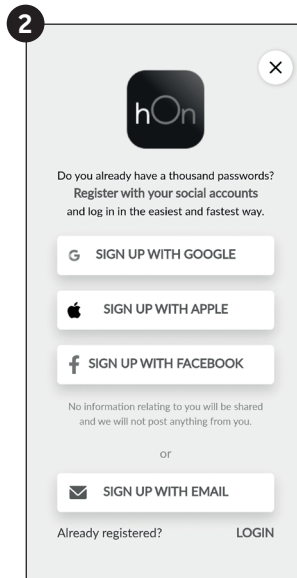 2
hOn
Do you already have a thousand passwords?
Register with your social accounts
and log in in the easiest and fastest way.
SIGN UP WITH GOOGLE
SIGN UP WITH APPLE
SIGN UP WITH FACEBOOK
No information relating to you will be shared
and we will not post anything from you.
or
SIGN UP WITH EMAIL
Already registered? LOGIN